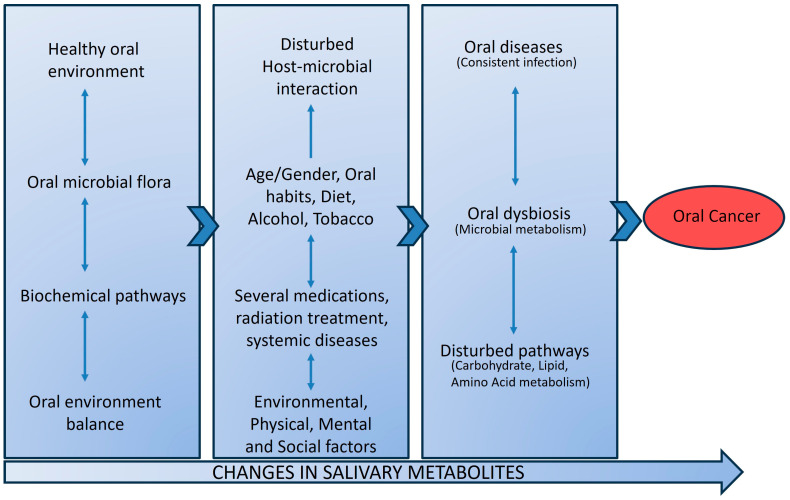 Healthy oral
environment
Oral microbial flora
Biochemical pathways
Oral environment
balance
Disturbed
Host-microbial
interaction
Age/Gender, Oral
habits, Diet,
Alcohol, Tobacco
Several medications,
radiation treatment,
systemic diseases
Environmental,
Physical, Mental
and Social factors
Oral diseases
(Consistent infection)
Oral dysbiosis
(Microbial metabolism)
Disturbed pathways
(Carbohydrate, Lipid,
Amino Acid metabolism)
Oral Cancer
CHANGES IN SALIVARY METABOLITES